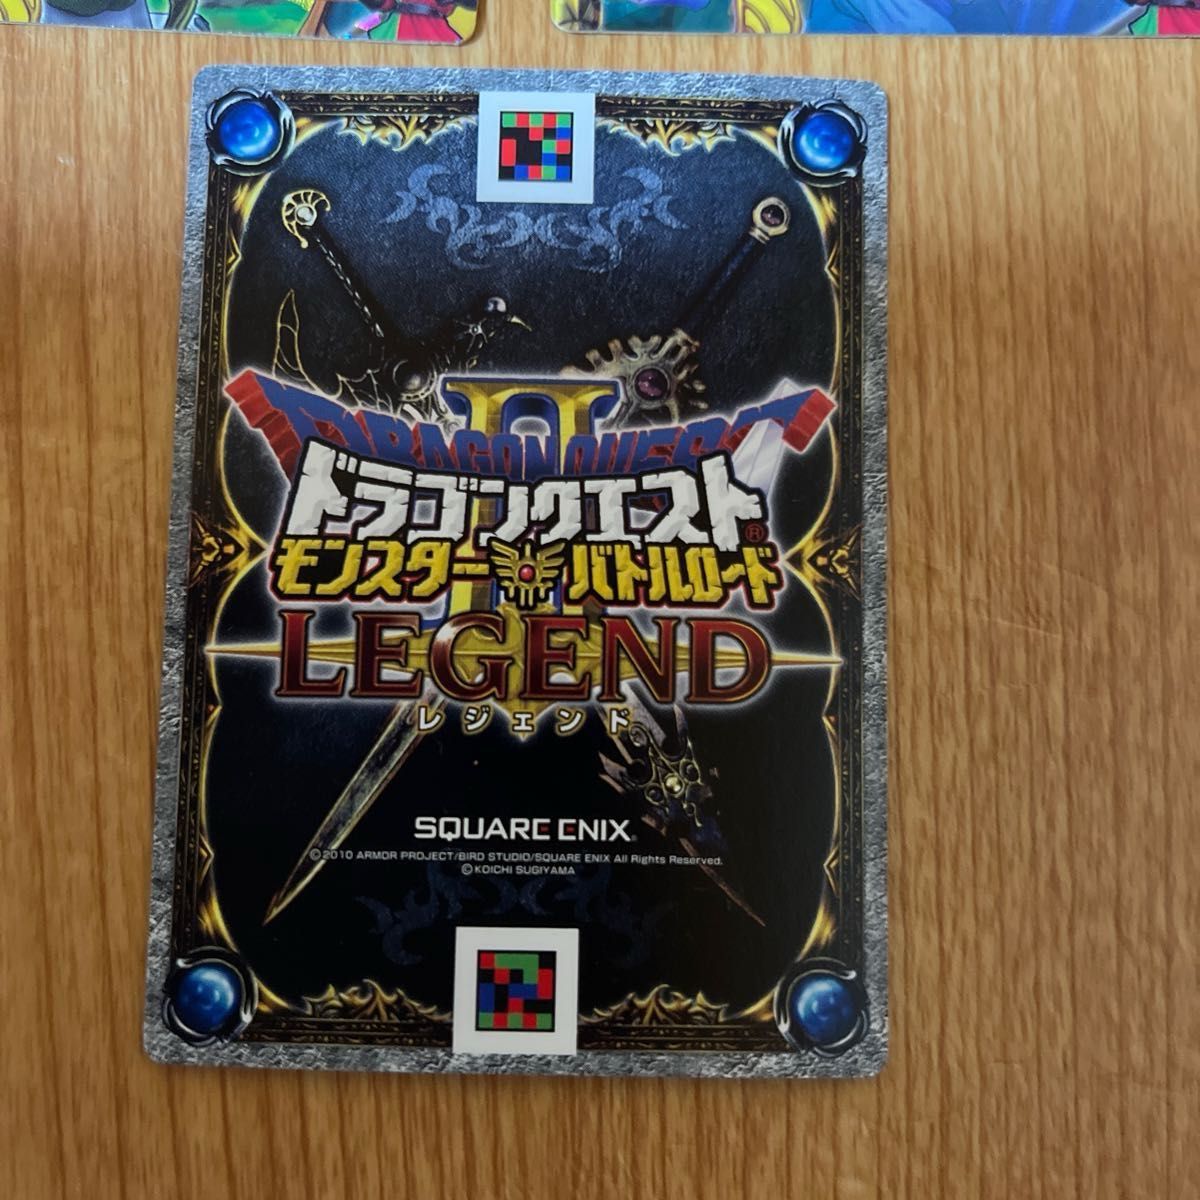 II
DRAGON QUEST
ドラゴンクエスト®
モンスターバトルロード
II
LEGEND
レジェンド
SQUARE ENIX®
©2010 ARMOR PROJECT/BIRD STUDIO/SQUARE ENIX All Rights Reserved.
©KOICHI SUGIYAMA